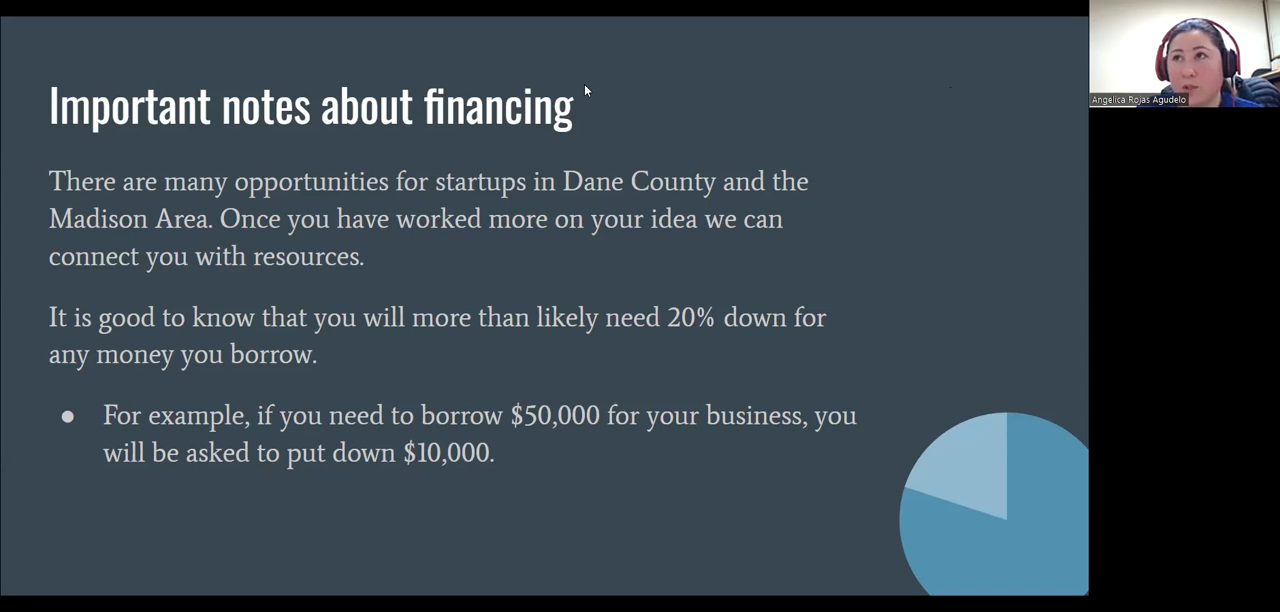 Important notes about financing
There are many opportunities for startups in Dane County and the
Madison Area. Once you have worked more on your idea we can
connect you with resources.
It is good to know that you will more than likely need 20% down for
any money you borrow.
● For example, if you need to borrow $50,000 for your business, you
will be asked to put down $10,000.
Angelica Rojas Agudelo